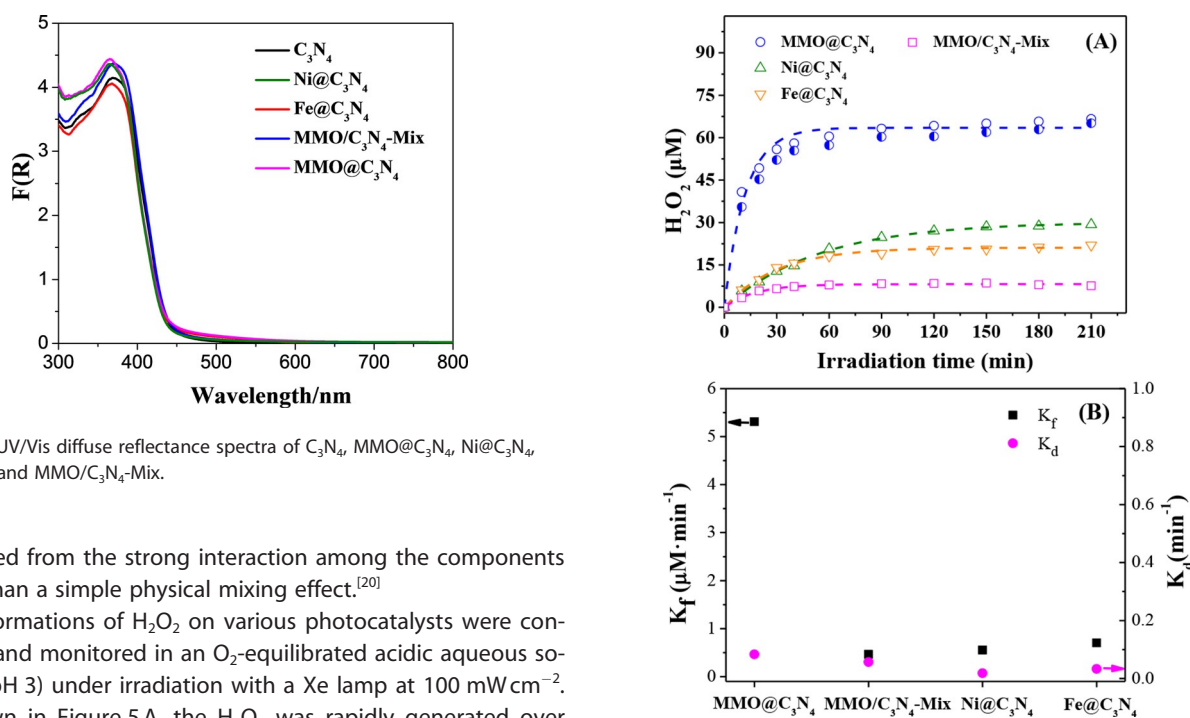 C₃N₄
Ni@C₃N₄
Fe@C₃N₄
MMO/C₃N₄-Mix
MMO@C₃N₄
F(R)
5
4
3
2
1
0
300 400 500 600 700 800
Wavelength/nm
UV/Vis diffuse reflectance spectra of C₃N₄, MMO@C₃N₄, Ni@C₃N₄,
and MMO/C₃N₄-Mix.
ed from the strong interaction among the components
an a simple physical mixing effect.[20]
ormations of H₂O₂ on various photocatalysts were con-
and monitored in an O₂-equilibrated acidic aqueous so-
H 3) under irradiation with a Xe lamp at 100 mW cm⁻².
n in Figure 5 A, the H₂O₂ was rapidly generated over
(A)
MMO@C₃N₄ MMO/C₃N₄-Mix
Ni@C₃N₄
Fe@C₃N₄
H₂O₂ (μM)
90
75
60
45
30
15
0
0 30 60 90 120 150 180 210
Irradiation time (min)
(B)
K_f
K_d
K_f (μM·min⁻¹)
6
5
4
3
2
1
0
1.0
0.8
0.6
0.4
0.2
0.0
K_d(min⁻¹)
MMO@C₃N₄ MMO/C₃N₄-Mix Ni@C₃N₄ Fe@C₃N₄